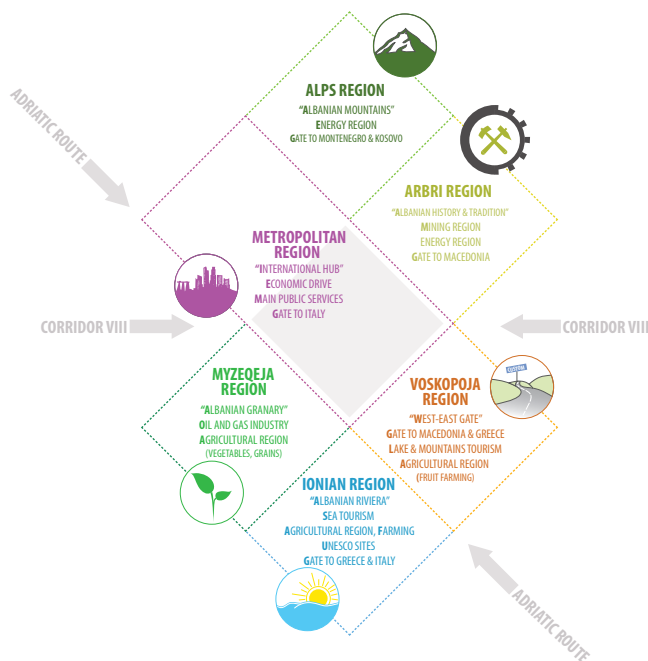 ADRIATIC ROUTE
ALPS REGION
“ALBANIAN MOUNTAINS”
ENERGY REGION
GATE TO MONTENEGRO & KOSOVO
ARBRI REGION
“ALBANIAN HISTORY & TRADITION”
MINING REGION
ENERGY REGION
GATE TO MACEDONIA
METROPOLITAN
REGION
“INTERNATIONAL HUB”
ECONOMIC DRIVE
MAIN PUBLIC SERVICES
GATE TO ITALY
CORRIDOR VIII
CORRIDOR VIII
MYZEQEJA
REGION
“ALBANIAN GRANARY”
OIL AND GAS INDUSTRY
AGRICULTURAL REGION
(VEGETABLES, GRAINS)
CUSTOM
VOSKOPOJA
REGION
“WEST-EAST GATE”
GATE TO MACEDONIA & GREECE
LAKE & MOUNTAINS TOURISM
AGRICULTURAL REGION
(FRUIT FARMING)
IONIAN REGION
“ALBANIAN RIVIERA”
SEA TOURISM
AGRICULTURAL REGION, FARMING
UNESCO SITES
GATE TO GREECE & ITALY
ADRIATIC ROUTE